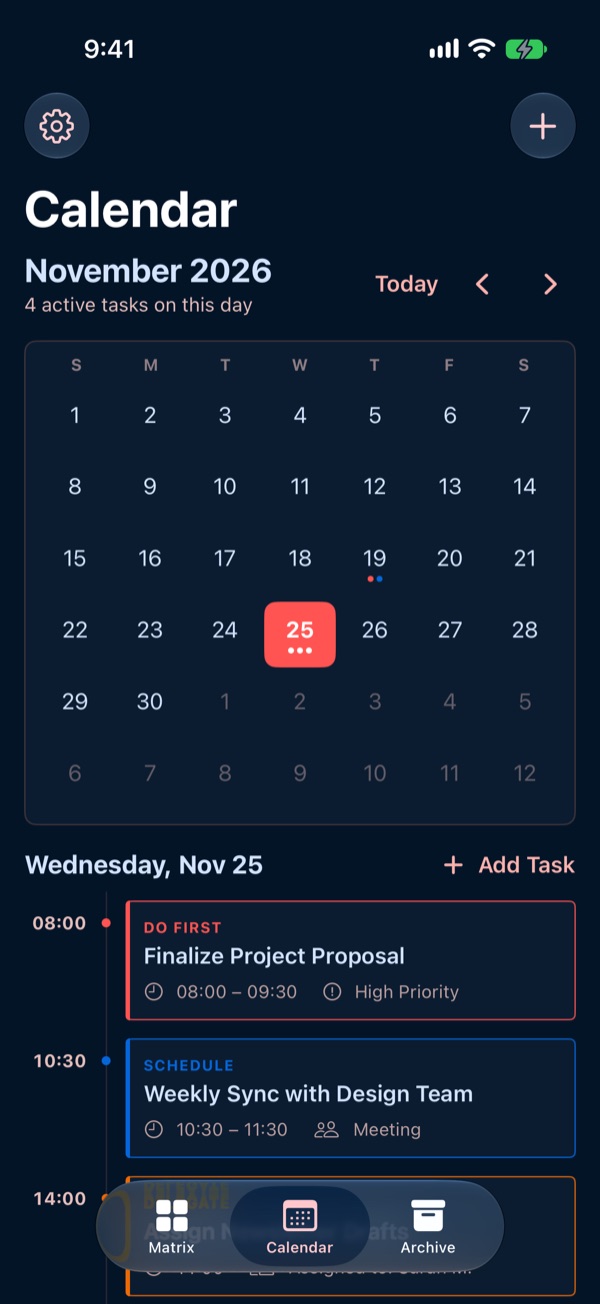 9:41
Calendar
November 2026
4 active tasks on this day
Today
S M T W T F S
1 2 3 4 5 6 7
8 9 10 11 12 13 14
15 16 17 18 19 20 21
22 23 24 25 26 27 28
29 30 1 2 3 4 5
6 7 8 9 10 11 12
Wednesday, Nov 25
Add Task
08:00
DO FIRST
Finalize Project Proposal
08:00 – 09:30 High Priority
10:30
SCHEDULE
Weekly Sync with Design Team
10:30 – 11:30 Meeting
14:00
Assign
Matrix Calendar Archive